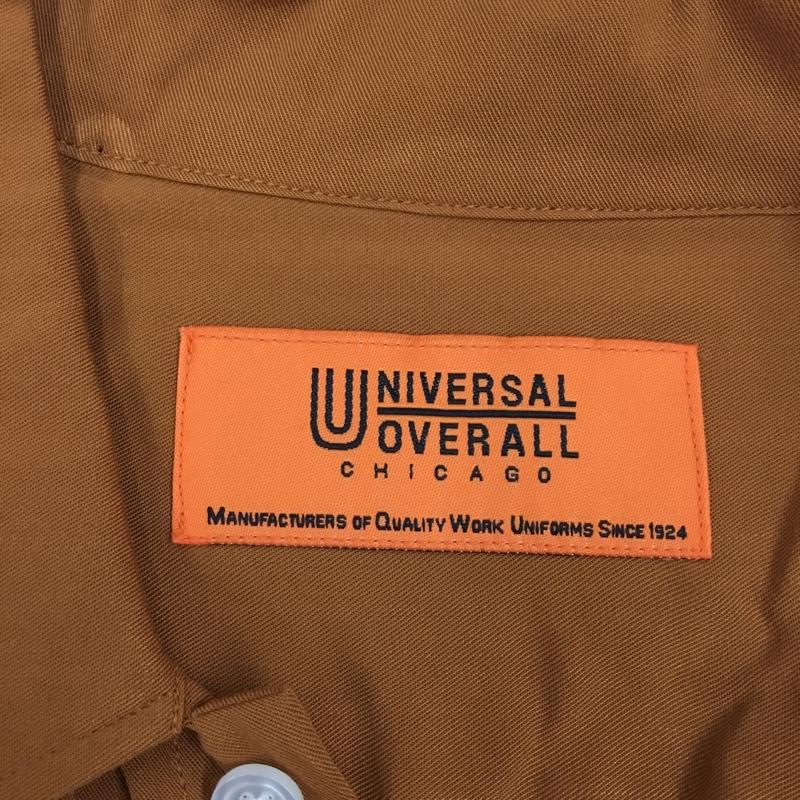 UNIVERSAL
OVERALL
CHICAGO
MANUFACTURERS OF QUALITY WORK UNIFORMS SINCE 1924